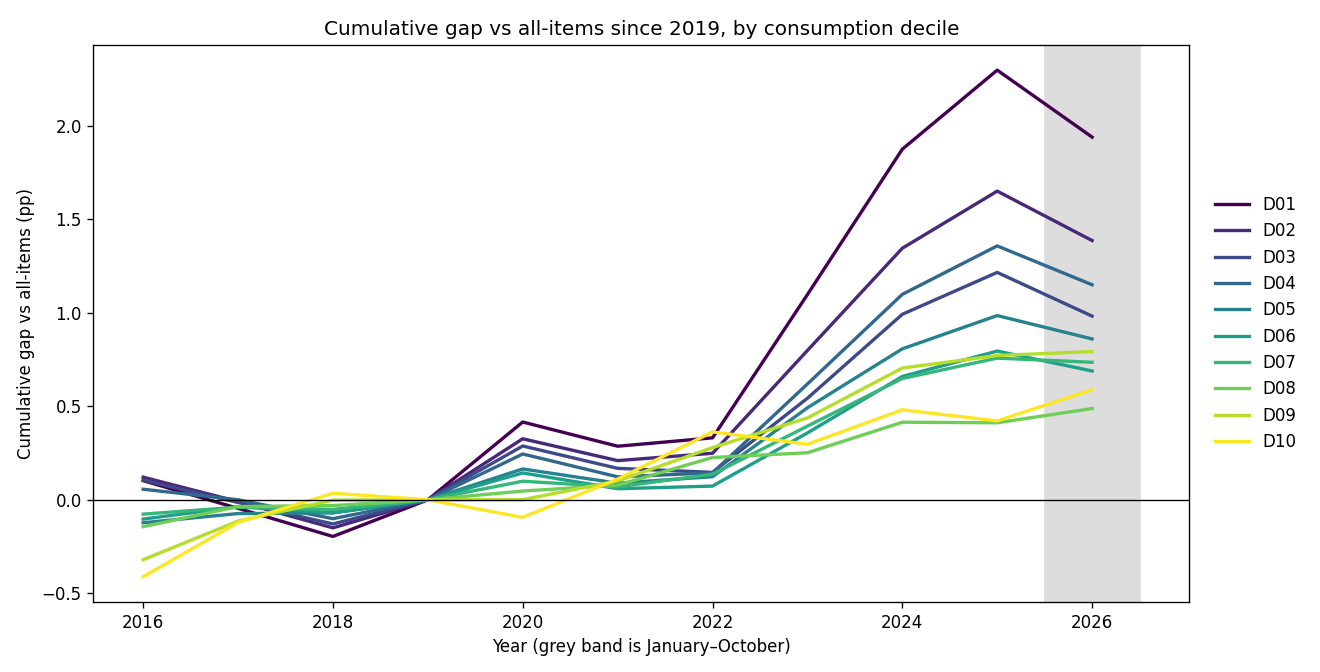 Cumulative gap vs all-items since 2019, by consumption decile
Cumulative gap vs all-items (pp)
2.0
1.5
1.0
0.5
0.0
−0.5
2016 2018 2020 2022 2024 2026
Year (grey band is January–October)
D01
D02
D03
D04
D05
D06
D07
D08
D09
D10